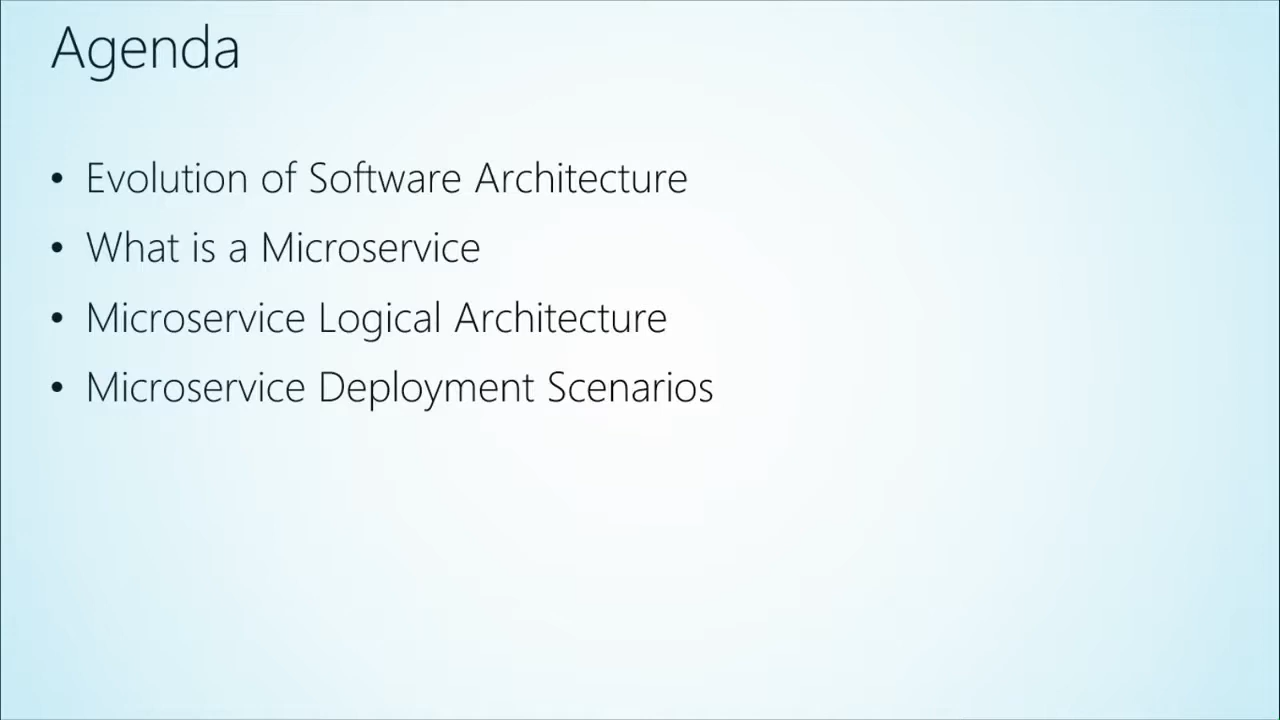 Agenda
• Evolution of Software Architecture
• What is a Microservice
• Microservice Logical Architecture
• Microservice Deployment Scenarios